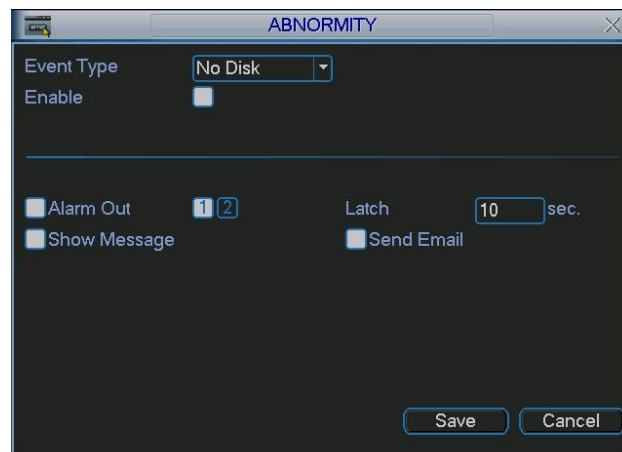 ABNORMITY
Event Type No Disk
Enable
Alarm Out 1 2 Latch 10 sec.
Show Message Send Email
Save Cancel